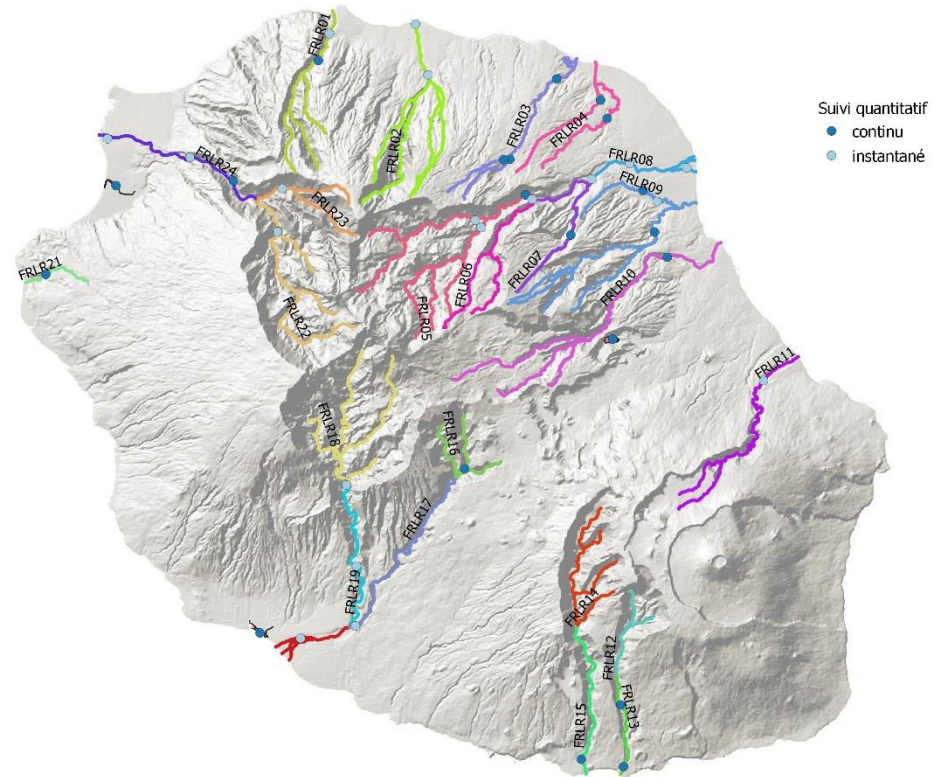 FRLR01
FRLR02
FRLR03
FRLR04
Suivi quantitatif
continu
instantané
FRLR24
FRLR23
FRLR08
FRLR09
FRLR21
FRLR22
FRLR05
FRLR06
FRLR07
FRLR10
FRLR11
FRLR18
FRLR16
FRLR17
FRLR19
FRLR14
FRLR12
FRLR15
FRLR13